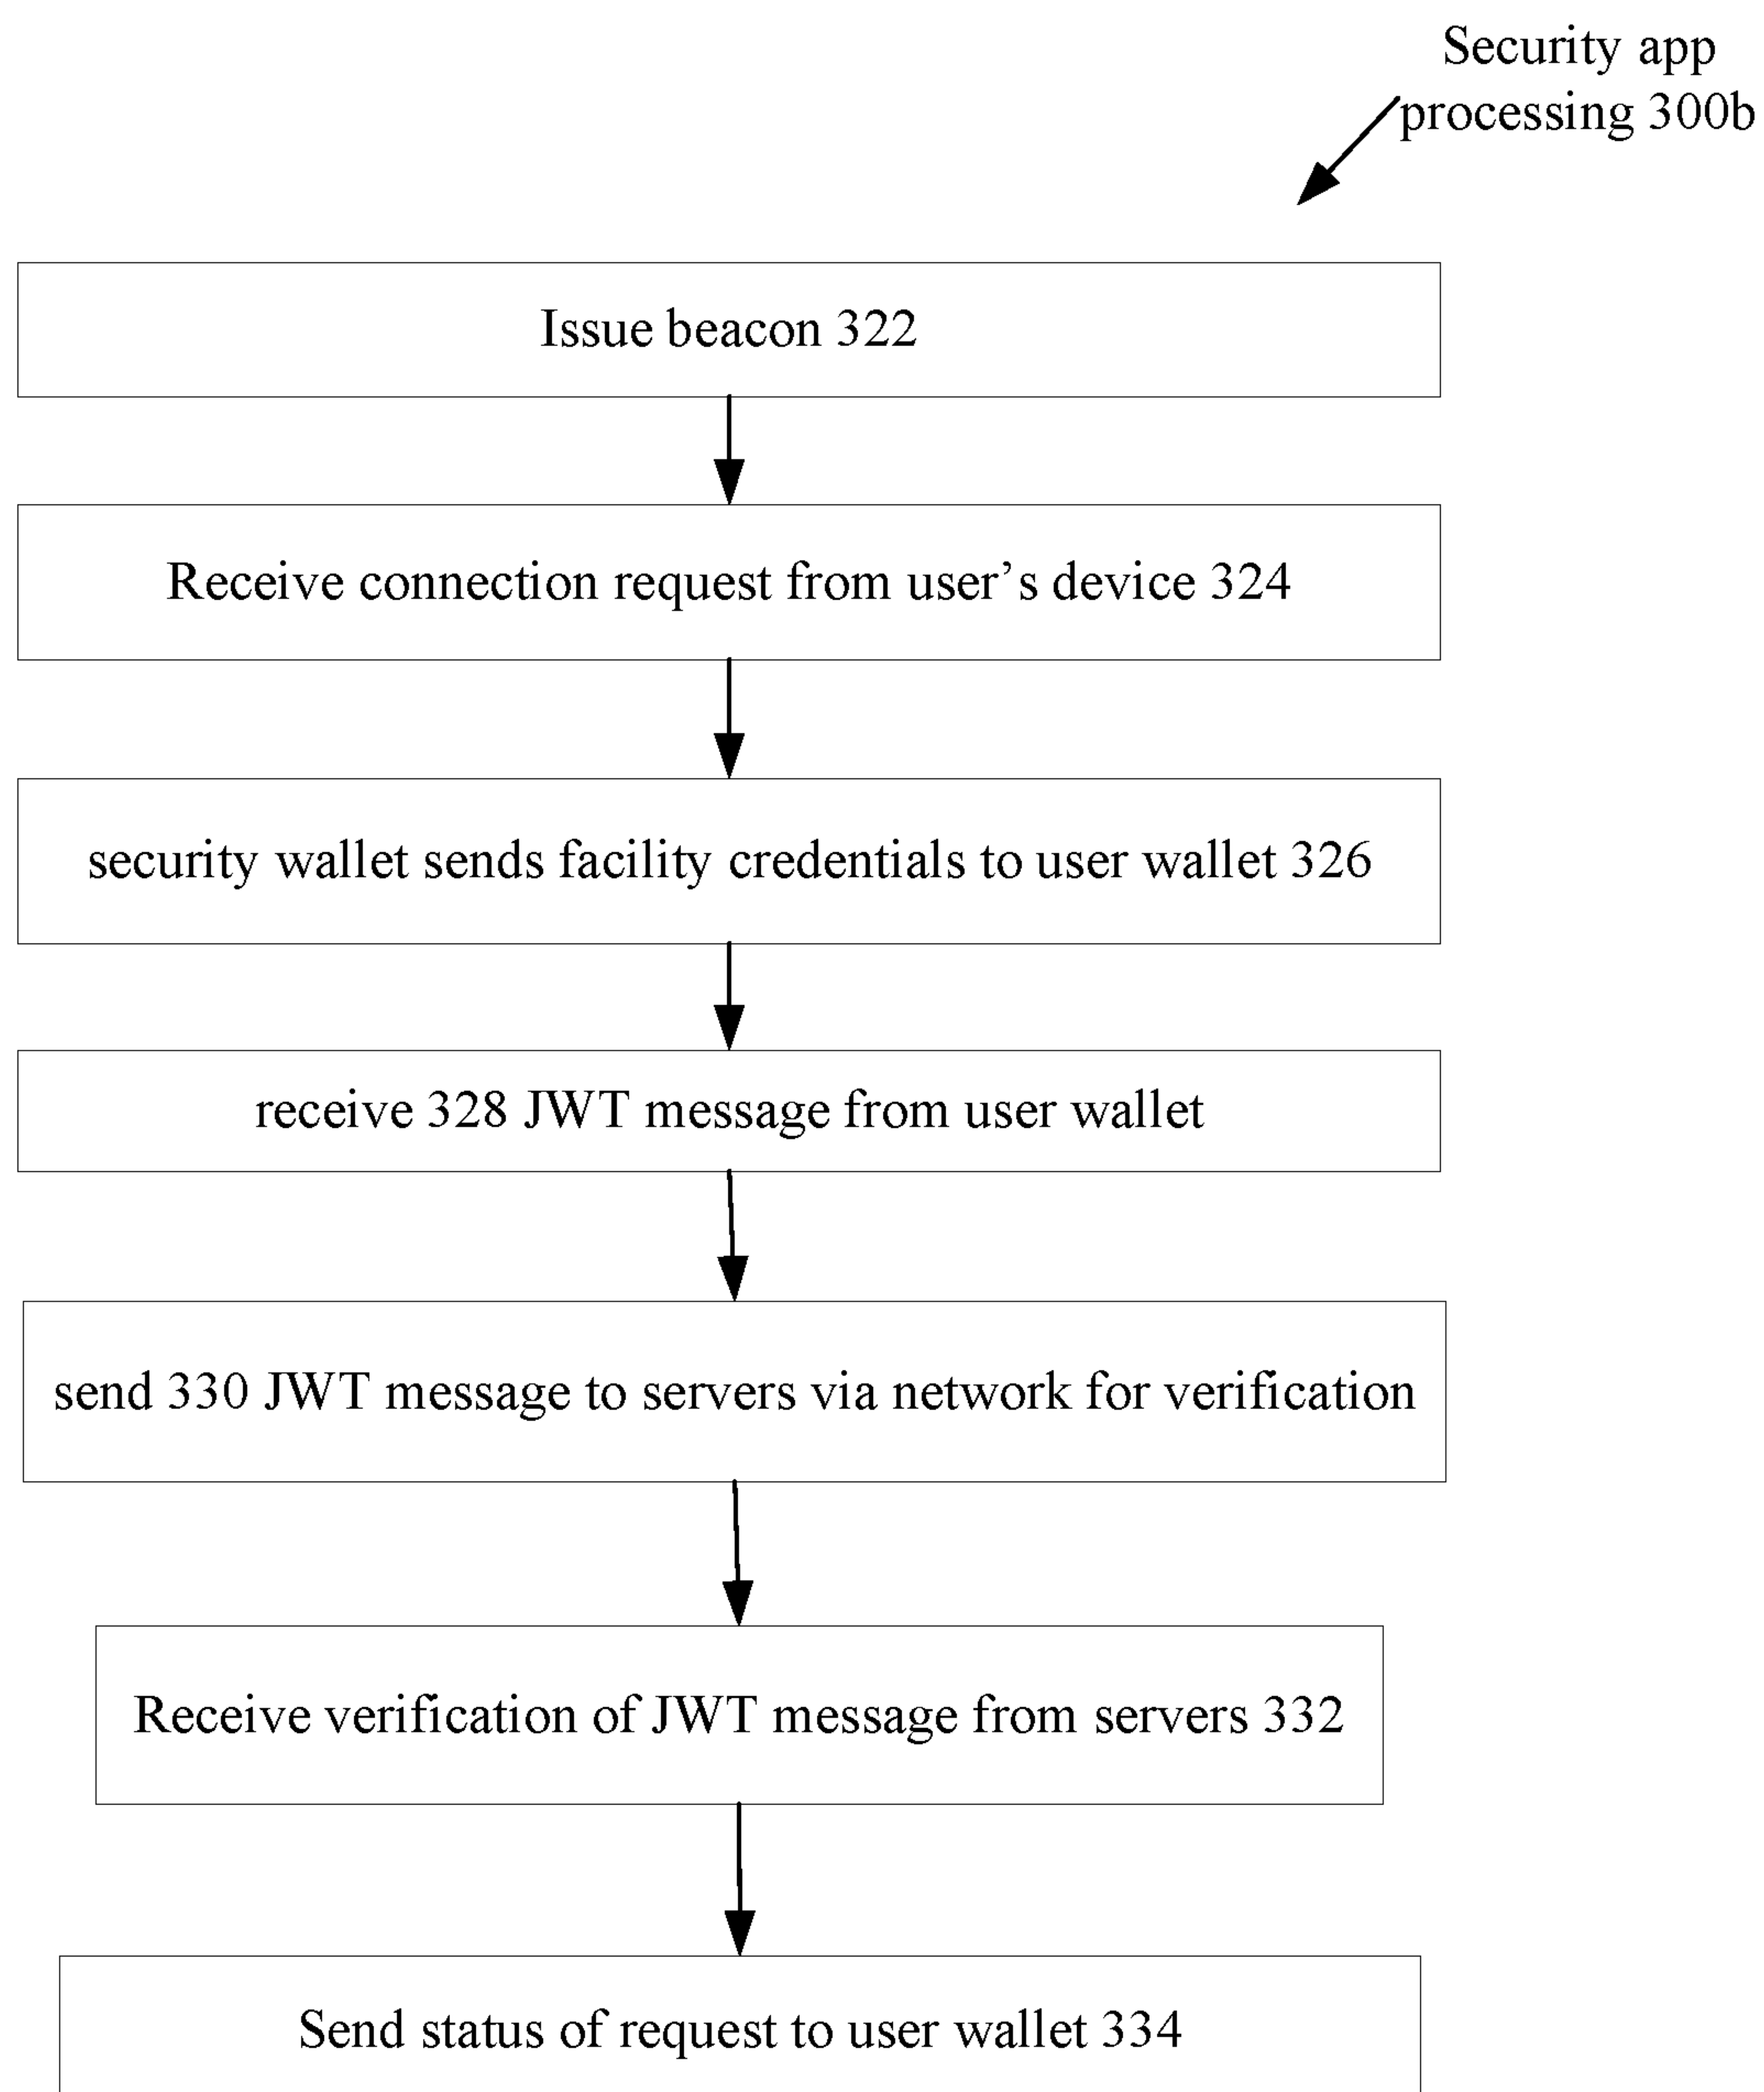 Security app
processing 300b
Issue beacon 322
Receive connection request from user’s device 324
security wallet sends facility credentials to user wallet 326
receive 328 JWT message from user wallet
send 330 JWT message to servers via network for verification
Receive verification of JWT message from servers 332
Send status of request to user wallet 334